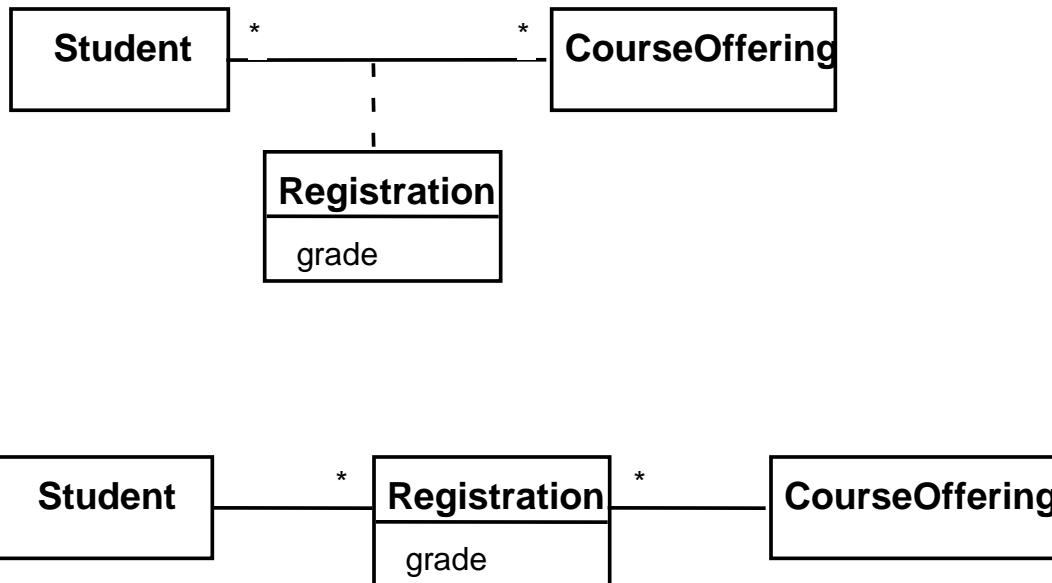 Student * * CourseOffering
Registration
grade
Student * Registration * CourseOffering
grade